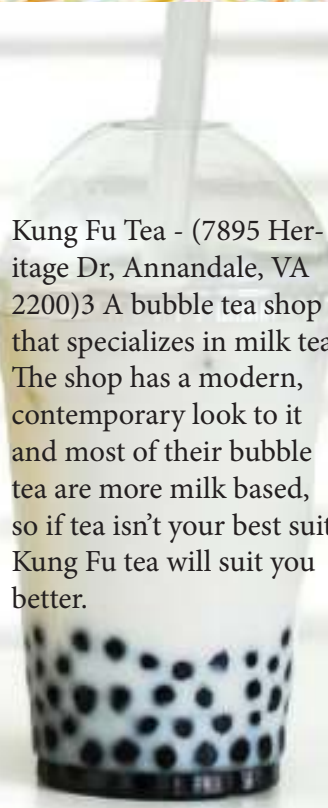 Kung Fu Tea - (7895 Her-
itage Dr, Annandale, VA
2200)3 A bubble tea shop
that specializes in milk tea
The shop has a modern,
contemporary look to it
and most of their bubble
tea are more milk based,
so if tea isn’t your best suit
Kung Fu tea will suit you
better.